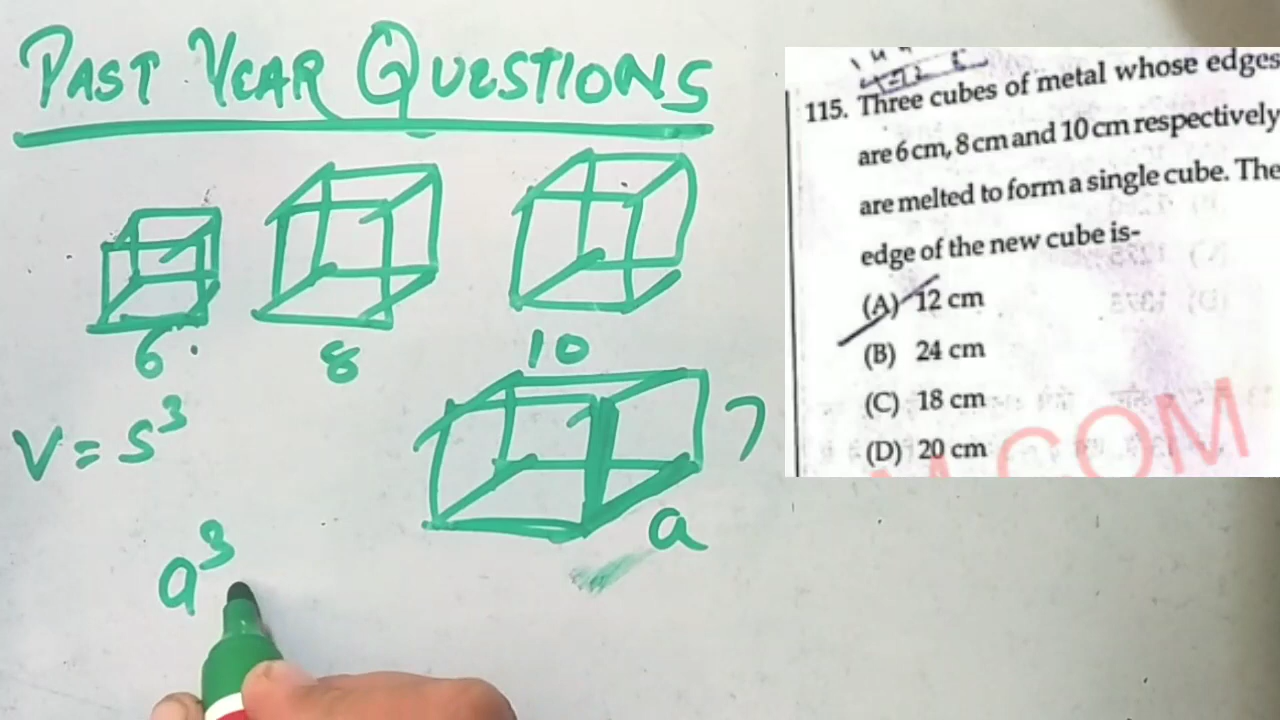 PAST YEAR QUESTIONS
115. Three cubes of metal whose edges
are 6 cm, 8 cm and 10 cm respectively
are melted to form a single cube. The
edge of the new cube is-
(A) 12 cm
(B) 24 cm
(C) 18 cm
(D) 20 cm
6 8 10
V = S³
a
a³
.COM